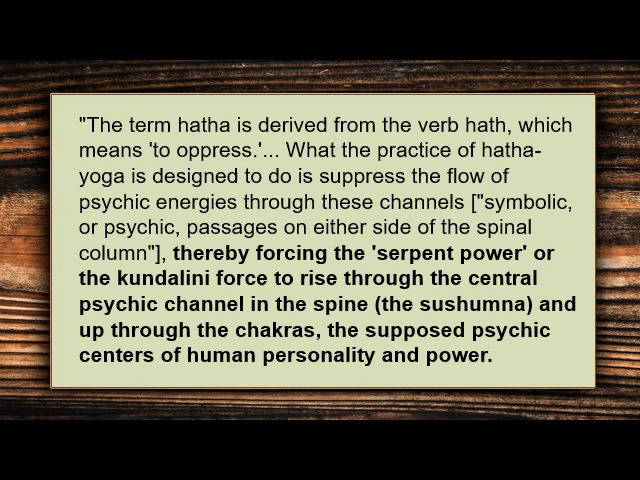 "The term hatha is derived from the verb hath, which
means 'to oppress.'... What the practice of hatha-
yoga is designed to do is suppress the flow of
psychic energies through these channels ["symbolic,
or psychic, passages on either side of the spinal
column"], thereby forcing the 'serpent power' or
the kundalini force to rise through the central
psychic channel in the spine (the sushumna) and
up through the chakras, the supposed psychic
centers of human personality and power.